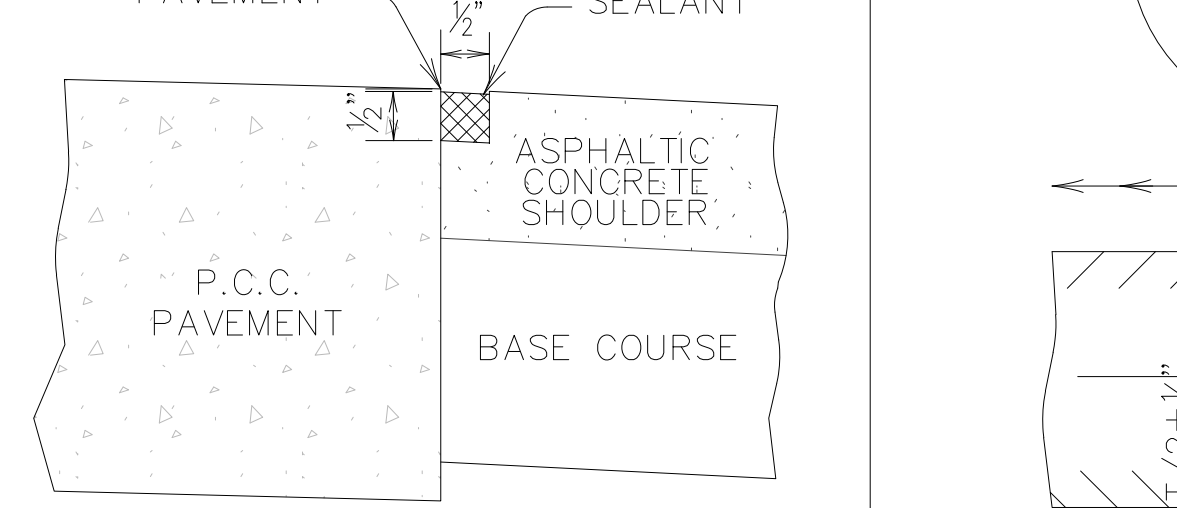 PAVEMENT
SEALANT
1/2"
1/2"
ASPHALTIC
CONCRETE
SHOULDER
P.C.C.
PAVEMENT
BASE COURSE